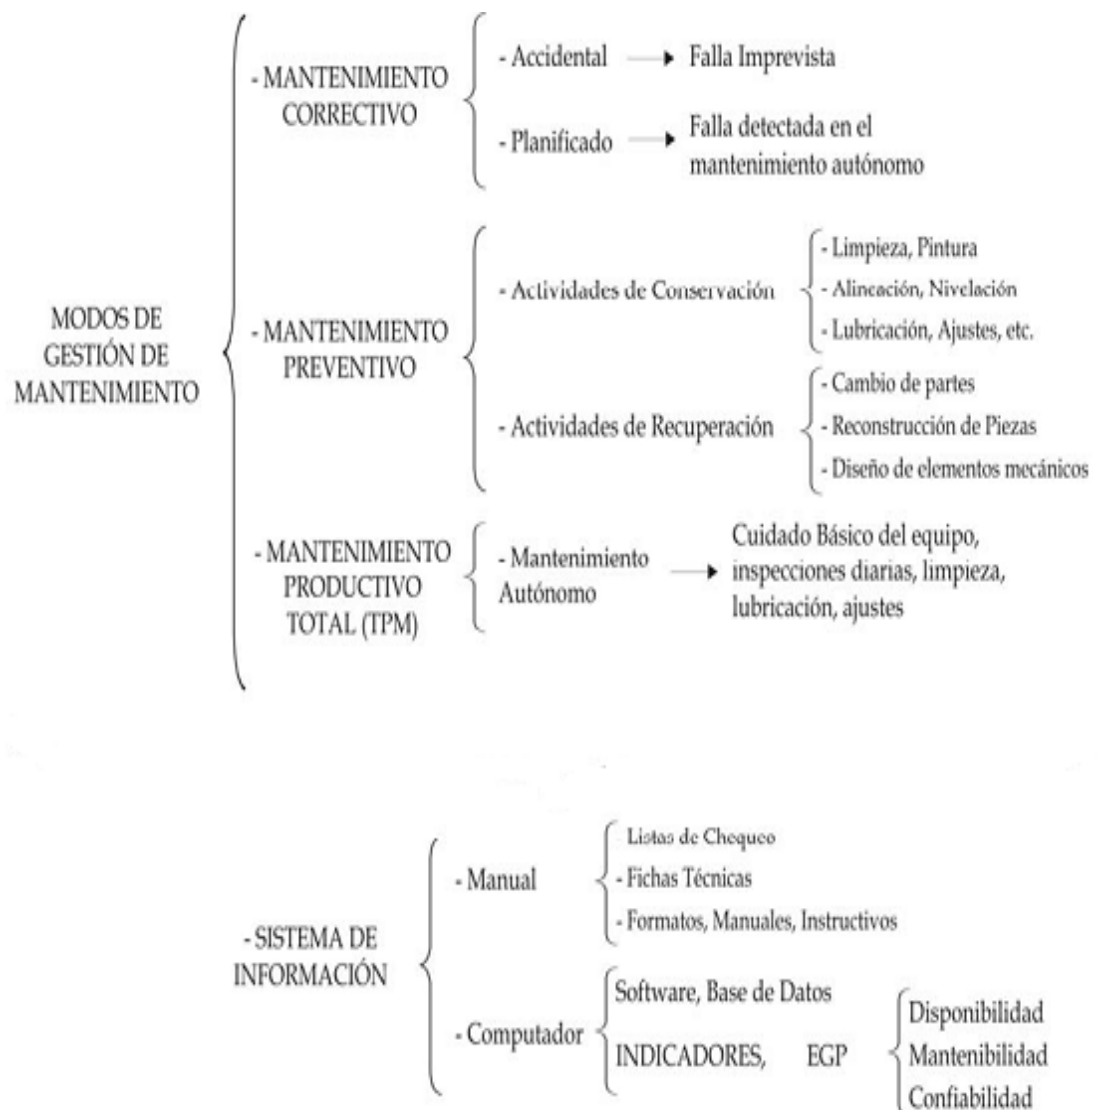 MODOS DE
GESTIÓN DE
MANTENIMIENTO
- MANTENIMIENTO
CORRECTIVO
- Accidental
Falla Imprevista
- Planificado
Falla detectada en el
mantenimiento autónomo
- MANTENIMIENTO
PREVENTIVO
- Actividades de Conservación
- Limpieza, Pintura
- Alineación, Nivelación
- Lubricación, Ajustes, etc.
- Actividades de Recuperación
- Cambio de partes
- Reconstrucción de Piezas
- Diseño de elementos mecánicos
- MANTENIMIENTO
PRODUCTIVO
TOTAL (TPM)
- Mantenimiento
Autónomo
Cuidado Básico del equipo,
inspecciones diarias, limpieza,
lubricación, ajustes
- SISTEMA DE
INFORMACIÓN
- Manual
Listas de Chequeo
- Fichas Técnicas
- Formatos, Manuales, Instructivos
- Computador
Software, Base de Datos
INDICADORES, EGP
Disponibilidad
Mantenibilidad
Confiabilidad